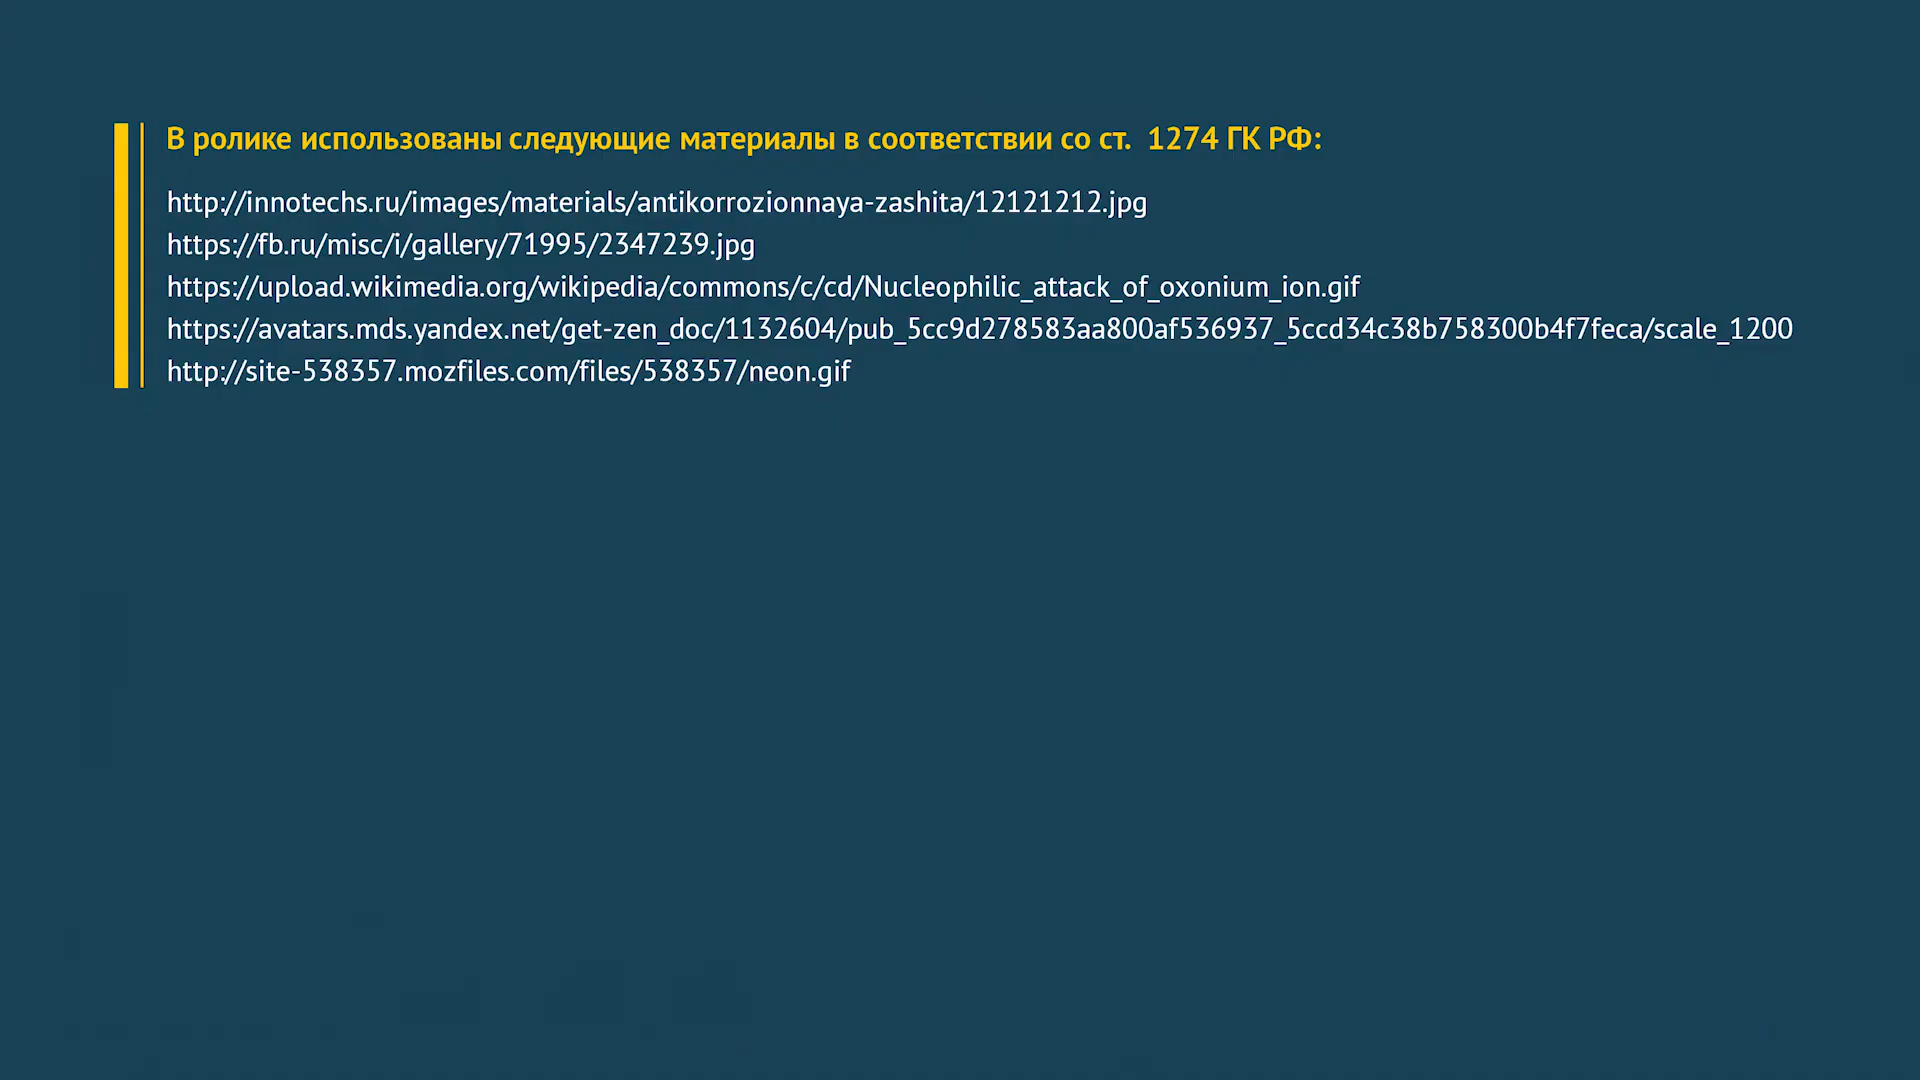 В ролике использованы следующие материалы в соответствии со ст. 1274 ГК РФ:
http://innotechs.ru/images/materials/antikorrozionnaya-zashita/12121212.jpg
https://fb.ru/misc/i/gallery/71995/2347239.jpg
https://upload.wikimedia.org/wikipedia/commons/c/cd/Nucleophilic_attack_of_oxonium_ion.gif
https://avatars.mds.yandex.net/get-zen_doc/1132604/pub_5cc9d278583aa800af536937_5ccd34c38b758300b4f7feca/scale_1200
http://site-538357.mozfiles.com/files/538357/neon.gif